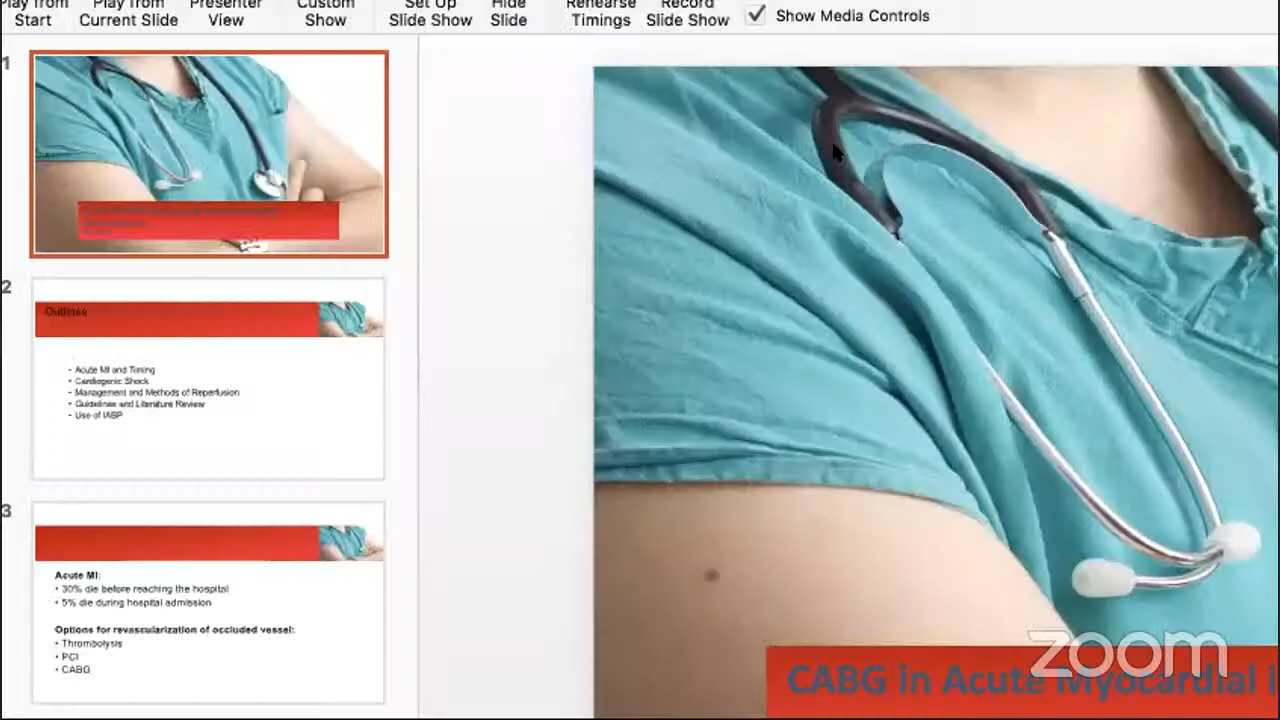 Play from Start
Play from Current Slide
Presenter View
Custom Show
Set Up Slide Show
Hide Slide
Rehearse Timings
Record Slide Show
Show Media Controls
1
2
Outlines
- Acute MI and Timing
- Cardiogenic Shock
- Management and Methods of Reperfusion
- Guidelines and Literature Review
- Use of IABP
3
Acute MI:
• 30% die before reaching the hospital
• 5% die during hospital admission
Options for revascularization of occluded vessel:
• Thrombolysis
• PCI
• CABG
zoom
CABG in Acute Myocardial i